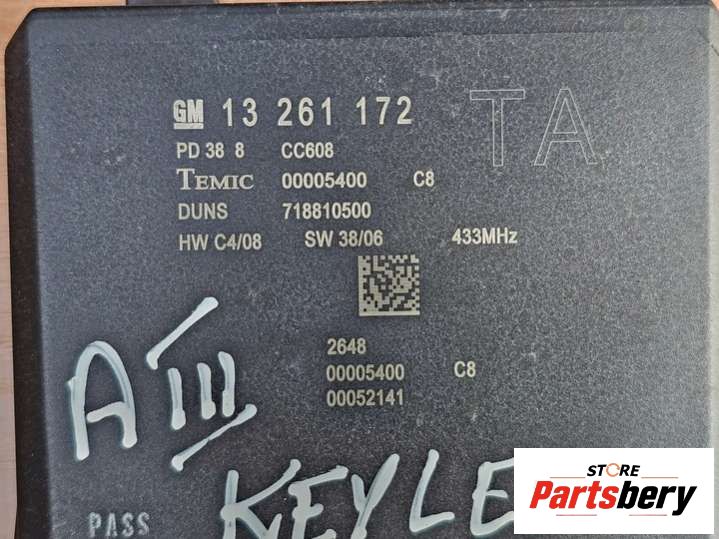 GM 13 261 172 TA
PD 38 8 CC608
TEMIC 00005400 C8
DUNS 718810500
HW C4/08 SW 38/06 433MHz
2648
00005400 C8
00052141
A III
KEYLE
PASS
STORE
Partsbery